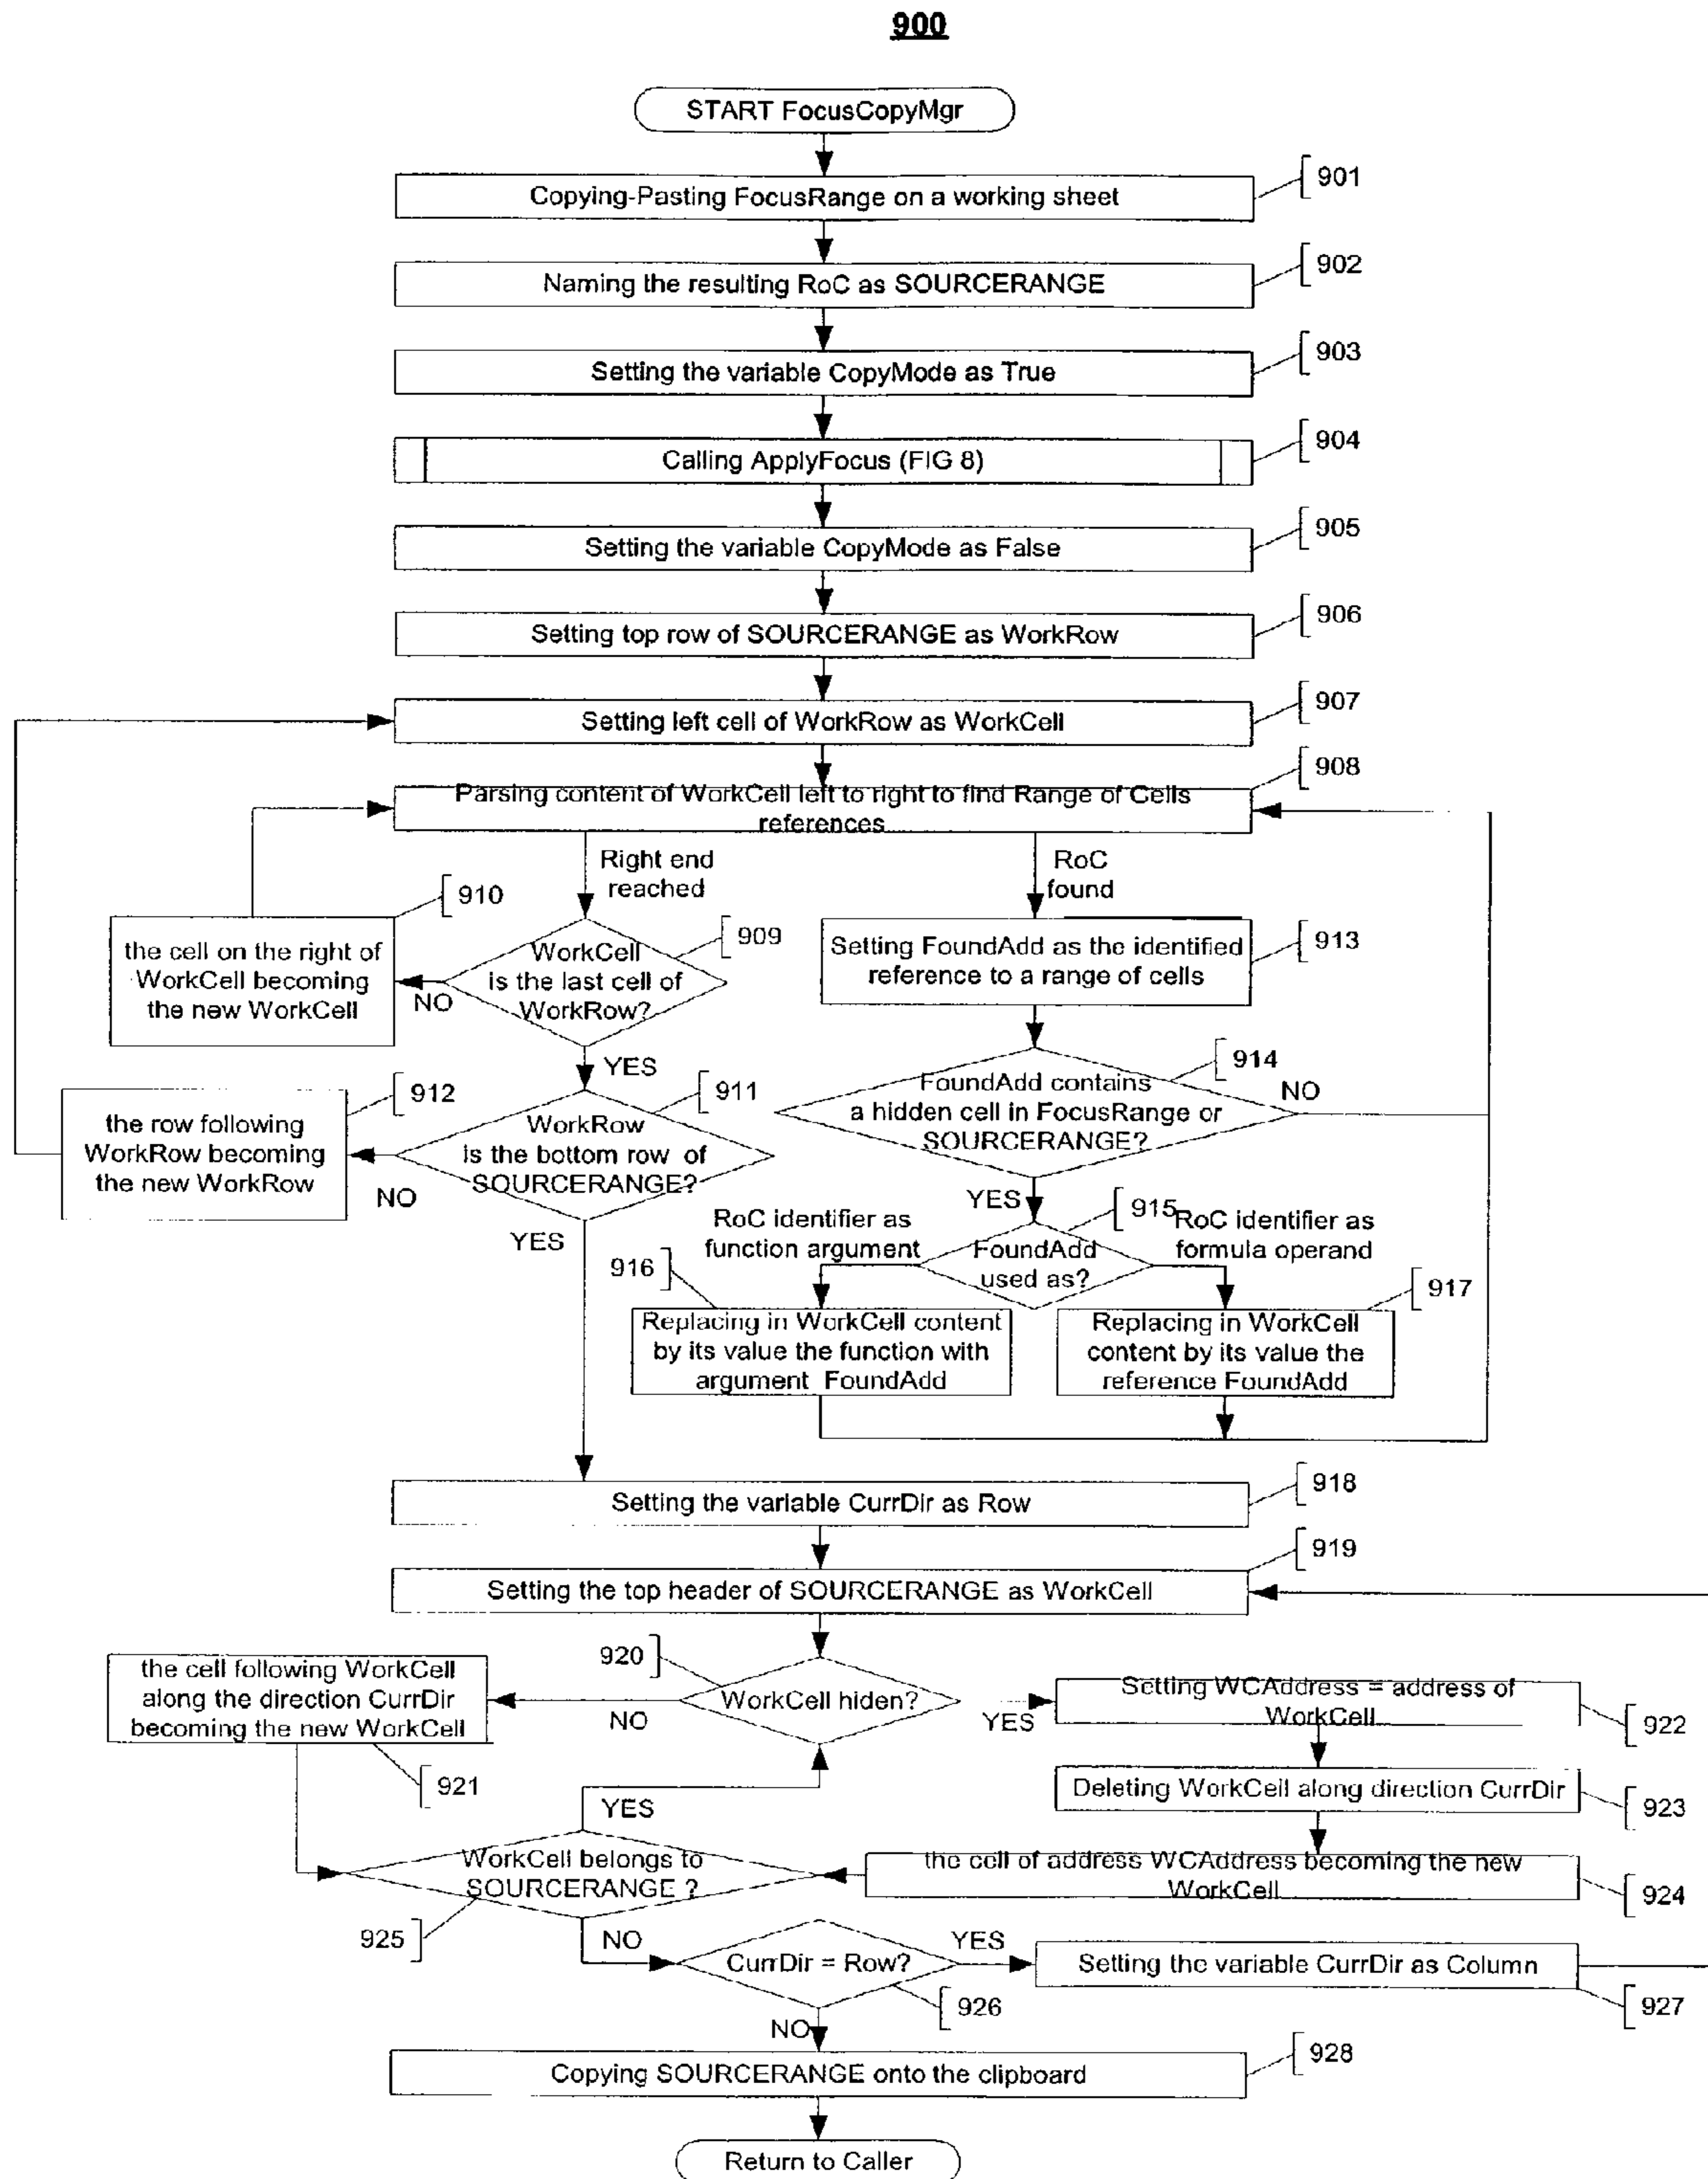 900
START FocusCopyMgr
901
Copying-Pasting FocusRange on a working sheet
902
Naming the resulting RoC as SOURCERANGE
903
Setting the variable CopyMode as True
904
Calling ApplyFocus (FIG 8)
905
Setting the variable CopyMode as False
906
Setting top row of SOURCERANGE as WorkRow
907
Setting left cell of WorkRow as WorkCell
908
Parsing content of WorkCell left to right to find Range of Cells
references
Right end
reached
RoC
found
910
the cell on the right of
WorkCell becoming
the new WorkCell
909
WorkCell
is the last cell of
WorkRow?
NO
YES
913
Setting FoundAdd as the identified
reference to a range of cells
912
the row following
WorkRow becoming
the new WorkRow
911
WorkRow
is the bottom row of
SOURCERANGE?
NO
YES
914
FoundAdd contains
a hidden cell in FocusRange or
SOURCERANGE?
NO
YES
915
FoundAdd
used as?
RoC identifier as
function argument
RoC identifier as
formula operand
916
Replacing in WorkCell content
by its value the function with
argument FoundAdd
917
Replacing in WorkCell
content by its value the
reference FoundAdd
918
Setting the variable CurrDir as Row
919
Setting the top header of SOURCERANGE as WorkCell
920
WorkCell hiden?
NO
YES
the cell following WorkCell
along the direction CurrDir
becoming the new WorkCell
921
Setting WCAddress = address of
WorkCell
922
Deleting WorkCell along direction CurrDir
923
the cell of address WCAddress becoming the new
WorkCell
924
YES
WorkCell belongs to
SOURCERANGE ?
925
NO
CurrDir = Row?
926
YES
Setting the variable CurrDir as Column
927
NO
Copying SOURCERANGE onto the clipboard
928
Return to Caller